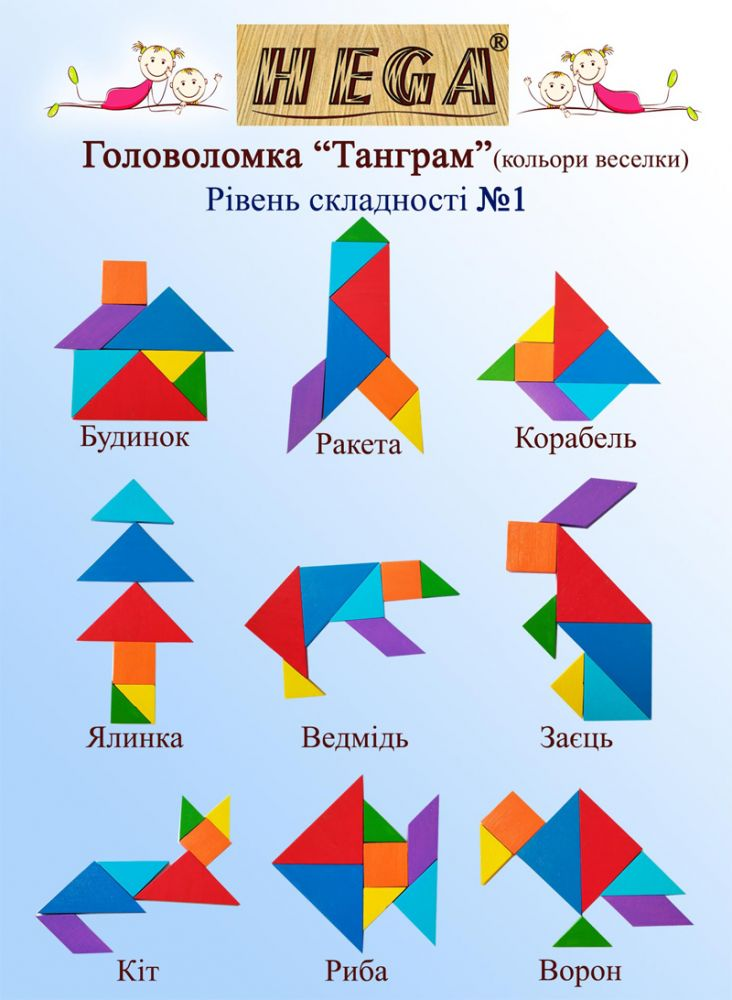 HEGA®
Головоломка “Танграм”(кольори веселки)
Рівень складності №1
Будинок
Ракета
Корабель
Ялинка
Ведмідь
Заєць
Кіт
Риба
Ворон